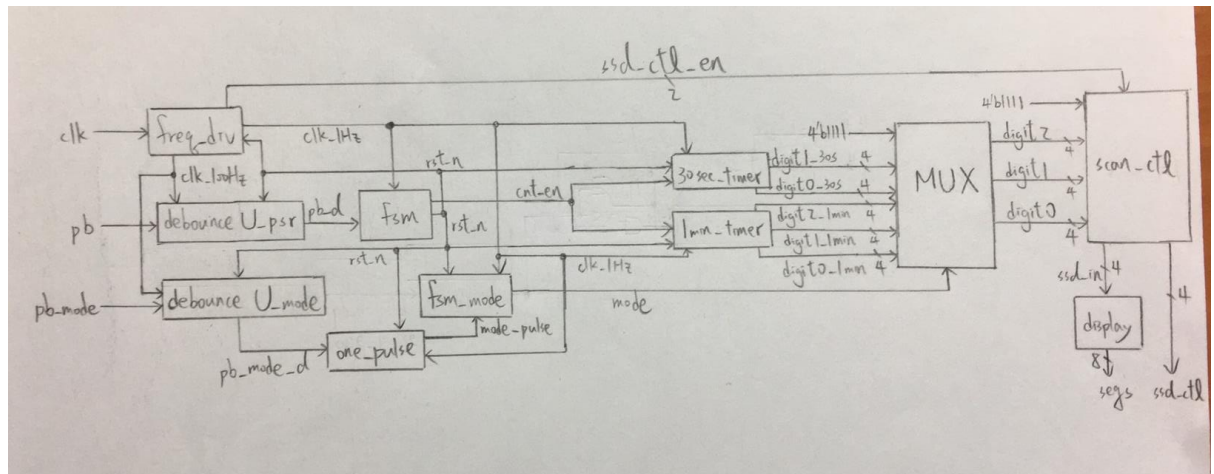 ssd_ctl_en
2
clk
freq_div
clk_1Hz
4'b1111
4'b1111
clk_100Hz
rst_n
30sec_timer
digit1_30s
4
digit0_30s
4
MUX
digit2
4
digit1
4
digit0
4
scan_ctl
pb
debounce U_psr
pb_d
fsm
cnt_en
rst_n
1min_timer
digit2_1min
4
digit1_1min
4
digit0_1min
4
rst_n
clk_1Hz
pb_mode
debounce U_mode
fsm_mode
mode
ssd_in
4
4
mode_pulse
one_pulse
pb_mode_d
display
8
segs
ssd_ctl